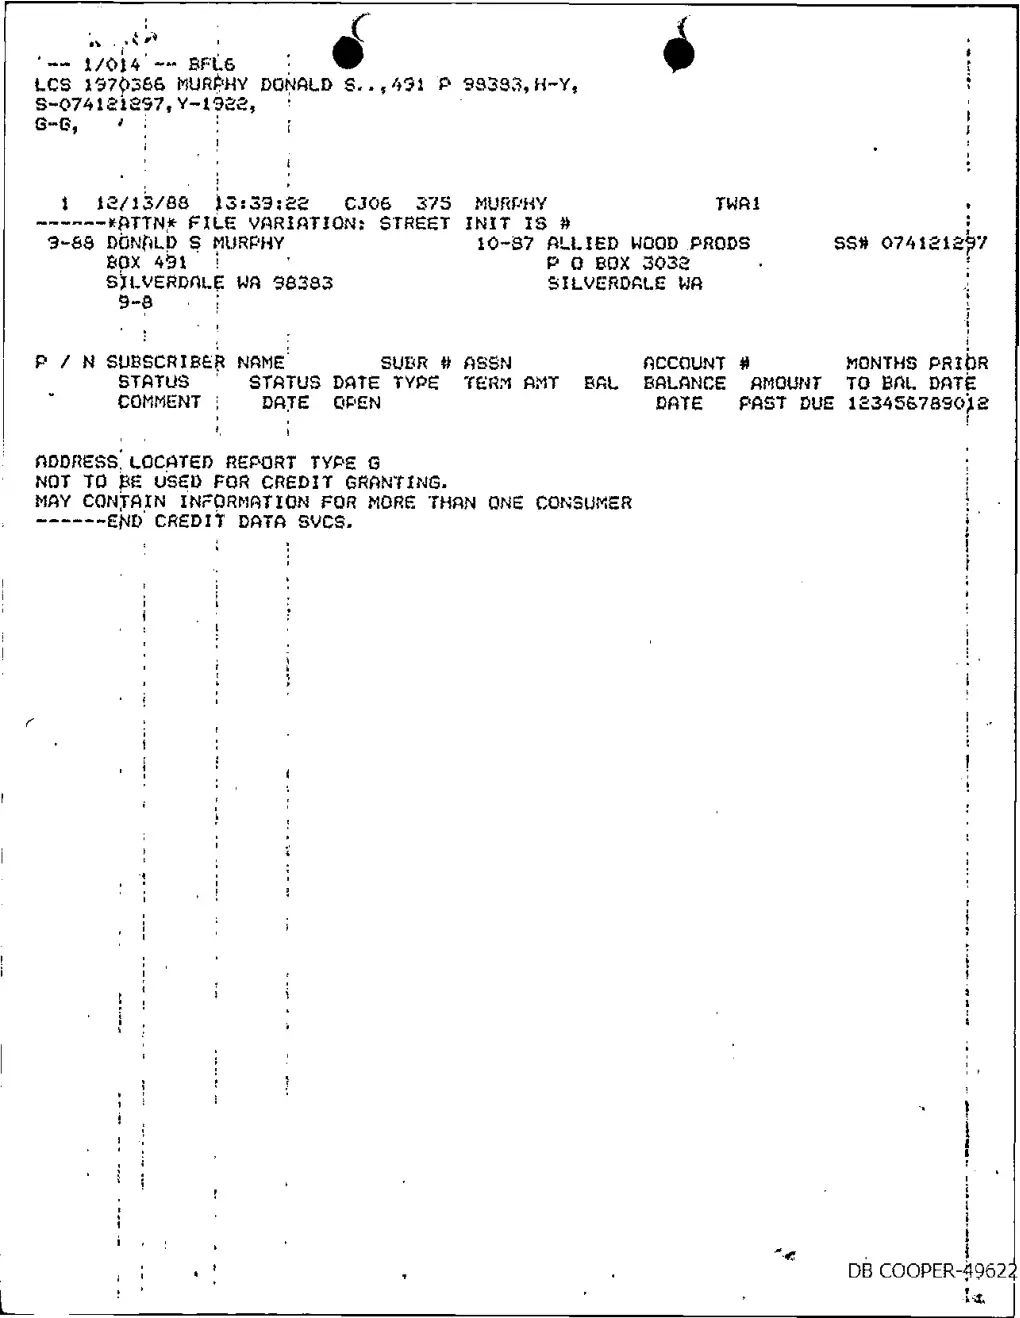 -- 1/014 -- BFL6
LCS 1970366 MURPHY DONALD S..,491 P 98383,H-Y,
S-074121297,Y-1922,
G-G,
1 12/13/88 13:39:22 CJ06 375 MURPHY TWA1
------*ATTN* FILE VARIATION: STREET INIT IS #
9-88 DONALD S MURPHY 10-87 ALLIED WOOD PRODS SS# 074121297
BOX 491 P O BOX 3032
SILVERDALE WA 98383 SILVERDALE WA
9-8
P / N SUBSCRIBER NAME SUBR # ASSN ACCOUNT # MONTHS PRIOR
STATUS STATUS DATE TYPE TERM AMT BAL BALANCE AMOUNT TO BAL DATE
COMMENT DATE OPEN DATE PAST DUE 123456789012
ADDRESS LOCATED REPORT TYPE G
NOT TO BE USED FOR CREDIT GRANTING.
MAY CONTAIN INFORMATION FOR MORE THAN ONE CONSUMER
------END CREDIT DATA SVCS.
DB COOPER-49622